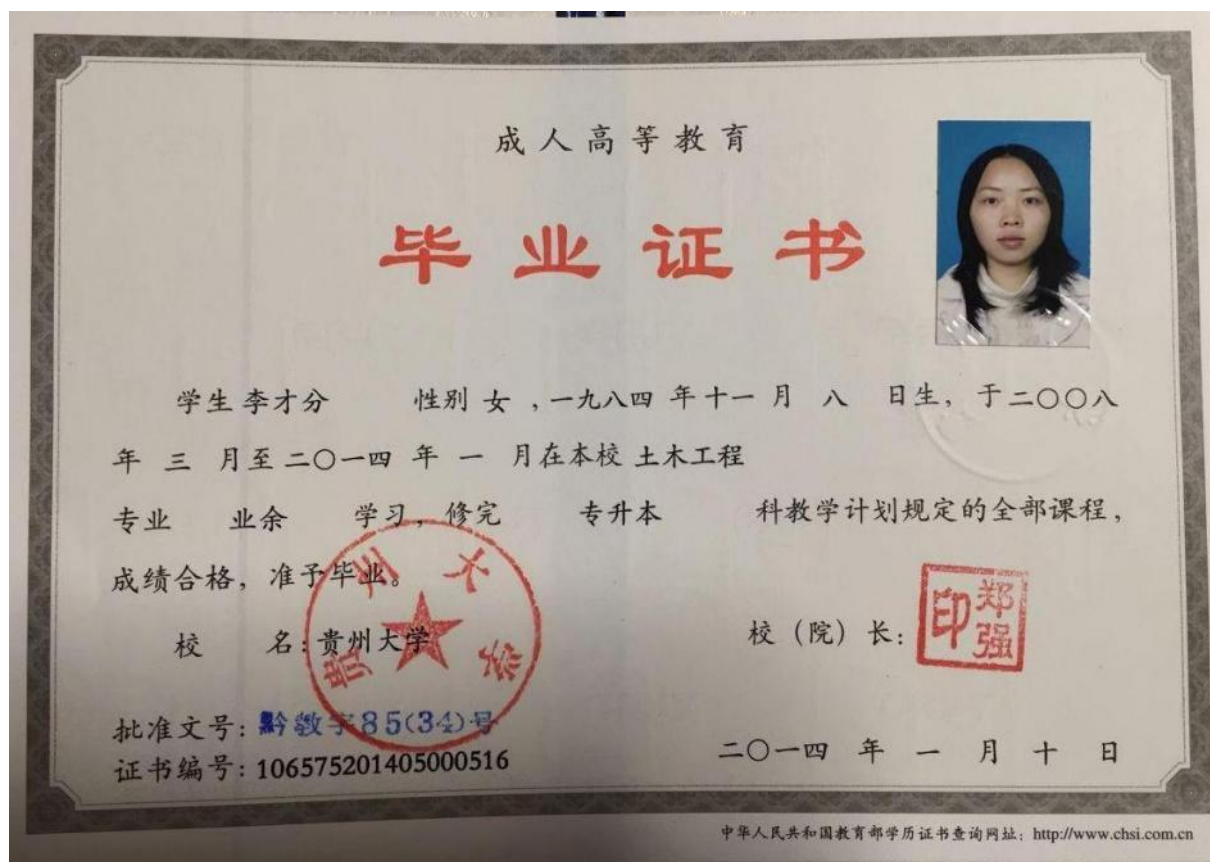 成人高等教育
毕业证书
学生 李才分 性别 女 ,一九八四 年 十一 月 八 日生, 于二〇〇八
年 三 月至 二〇一四 年 一 月在本校 土木工程
专业 业余 学习, 修完 专升本 科教学计划规定的全部课程,
成绩合格, 准予毕业。
贵州大学
校 名: 贵州大学
校(院)长: 郑强印
批准文号: 黔教字85(34)号
证书编号: 106575201405000516
二〇一四 年 一 月 十 日
中华人民共和国教育部学历证书查询网址: http://www.chsi.com.cn